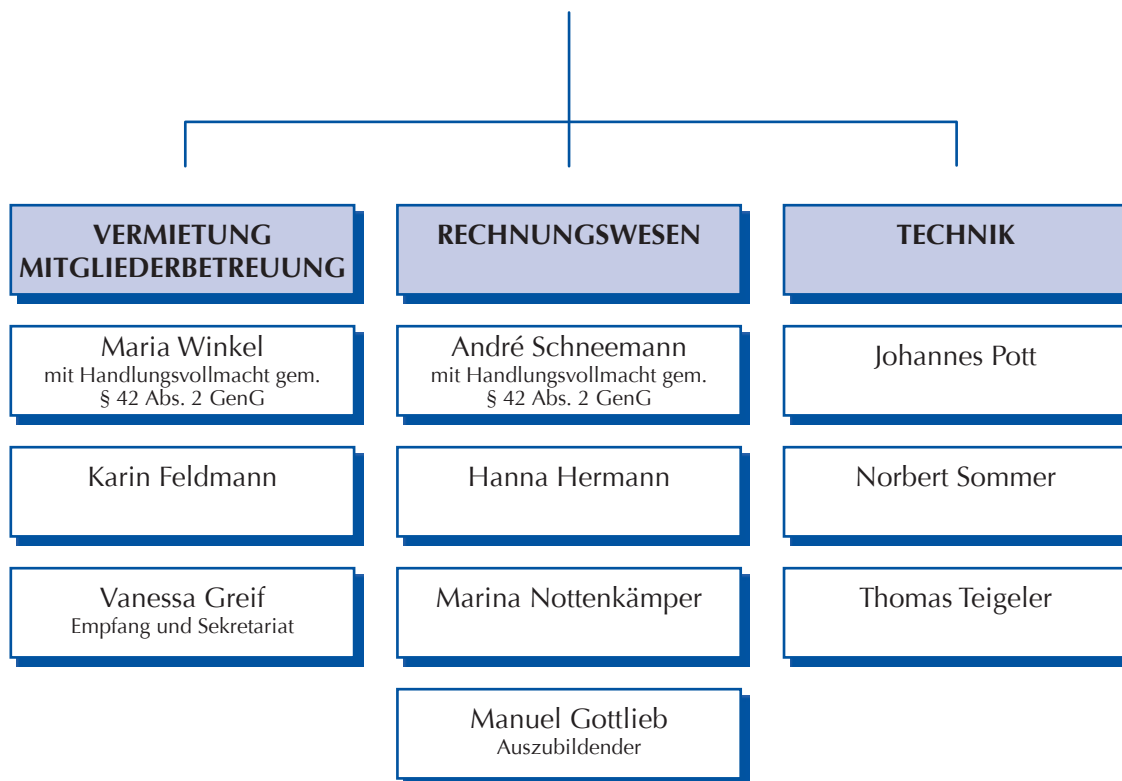 VERMIETUNG
MITGLIEDERBETREUUNG
Maria Winkel
mit Handlungsvollmacht gem.
§ 42 Abs. 2 GenG
Karin Feldmann
Vanessa Greif
Empfang und Sekretariat
RECHNUNGSWESEN
André Schneemann
mit Handlungsvollmacht gem.
§ 42 Abs. 2 GenG
Hanna Hermann
Marina Nottenkämper
Manuel Gottlieb
Auszubildender
TECHNIK
Johannes Pott
Norbert Sommer
Thomas Teigeler